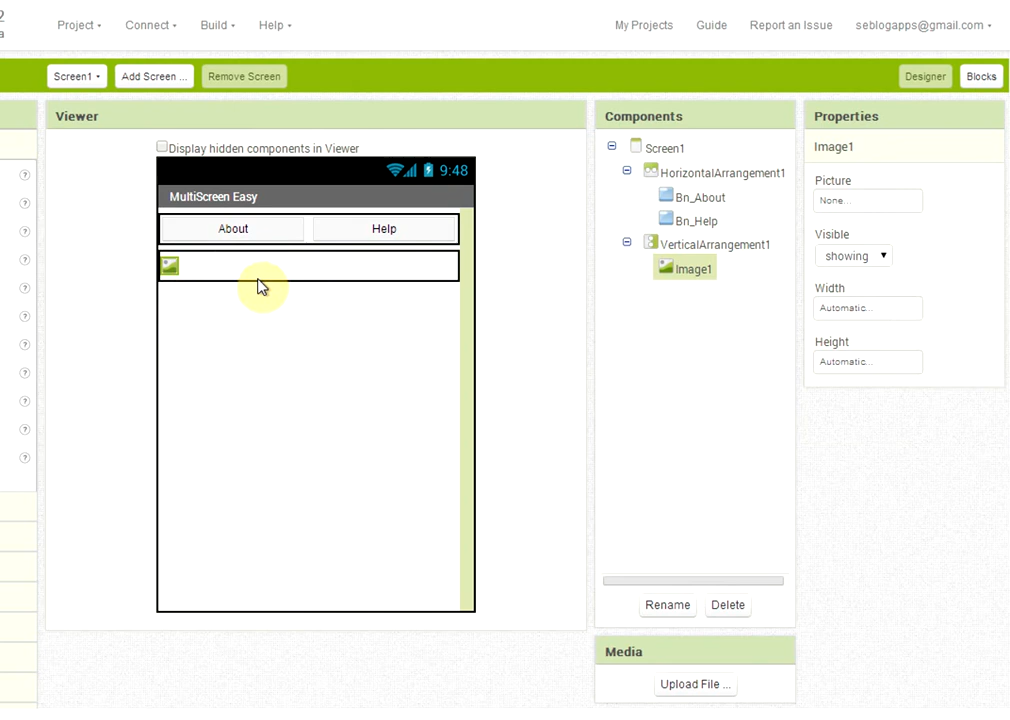 2
a
Project
Connect
Build
Help
My Projects
Guide
Report an Issue
seblogapps@gmail.com
Screen1
Add Screen ...
Remove Screen
Designer
Blocks
Viewer
Display hidden components in Viewer
9:48
MultiScreen Easy
About
Help
Components
Screen1
HorizontalArrangement1
Bn_About
Bn_Help
VerticalArrangement1
Image1
Rename
Delete
Media
Upload File ...
Properties
Image1
Picture
None...
Visible
showing
Width
Automatic...
Height
Automatic...